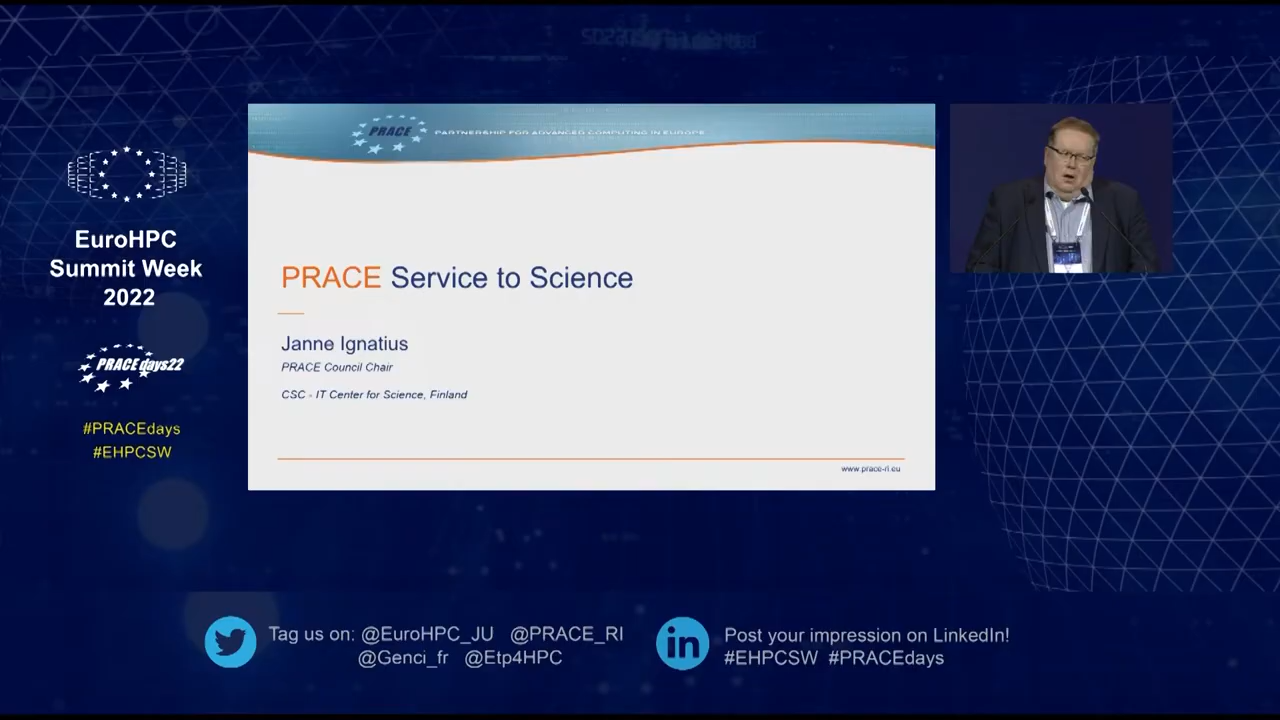 PRACE
PARTNERSHIP FOR ADVANCED COMPUTING IN EUROPE
EuroHPC
Summit Week
2022
PRACEdays22
#PRACEdays
#EHPCSW
PRACE Service to Science
Janne Ignatius
PRACE Council Chair
CSC - IT Center for Science, Finland
www.prace-ri.eu
Tag us on: @EuroHPC_JU @PRACE_RI
@Genci_fr @Etp4HPC
in
Post your impression on LinkedIn!
#EHPCSW #PRACEdays